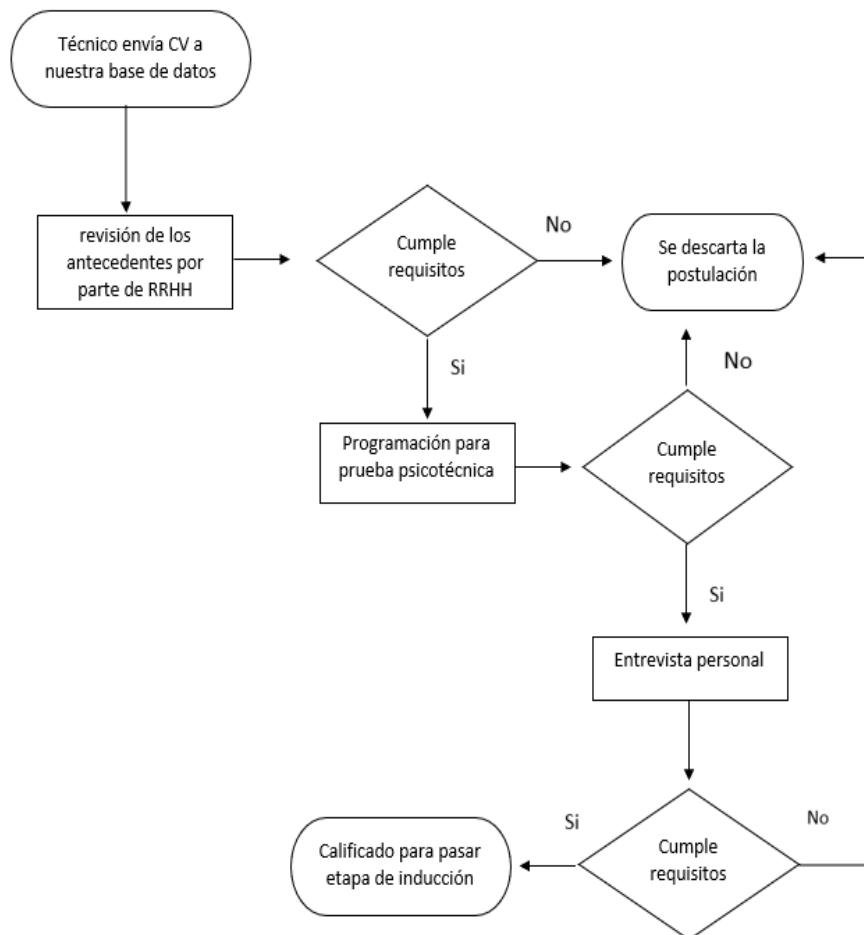 Técnico envía CV a
nuestra base de datos
revisión de los
antecedentes por
parte de RRHH
Cumple
requisitos
No
Se descarta la
postulación
Si
No
Programación para
prueba psicotécnica
Cumple
requisitos
Si
Entrevista personal
Si
No
Calificado para pasar
etapa de inducción
Cumple
requisitos